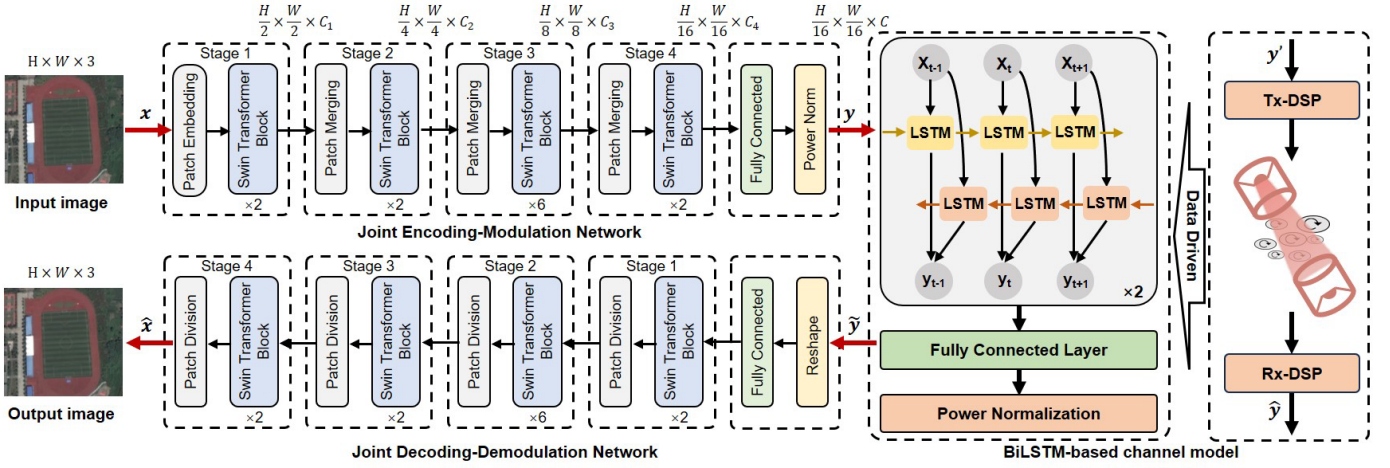 H/2 × W/2 × C₁
H/4 × W/4 × C₂
H/8 × W/8 × C₃
H/16 × W/16 × C₄
H/16 × W/16 × C
H × W × 3
x
Input image
Stage 1
Patch Embedding
Swin Transformer Block
×2
Stage 2
Patch Merging
Swin Transformer Block
×2
Stage 3
Patch Merging
Swin Transformer Block
×6
Stage 4
Patch Merging
Swin Transformer Block
×2
Fully Connected
Power Norm
y
Joint Encoding-Modulation Network
X_{t-1}
X_t
X_{t+1}
LSTM
LSTM
LSTM
LSTM
LSTM
LSTM
y_{t-1}
y_t
y_{t+1}
×2
Fully Connected Layer
Power Normalization
Data Driven
y'
Tx-DSP
Rx-DSP
ŷ
BiLSTM-based channel model
H × W × 3
x̂
Output image
Stage 4
Patch Division
Swin Transformer Block
×2
Stage 3
Patch Division
Swin Transformer Block
×2
Stage 2
Patch Division
Swin Transformer Block
×6
Stage 1
Patch Division
Swin Transformer Block
×2
Fully Connected
Reshape
ỹ
Joint Decoding-Demodulation Network